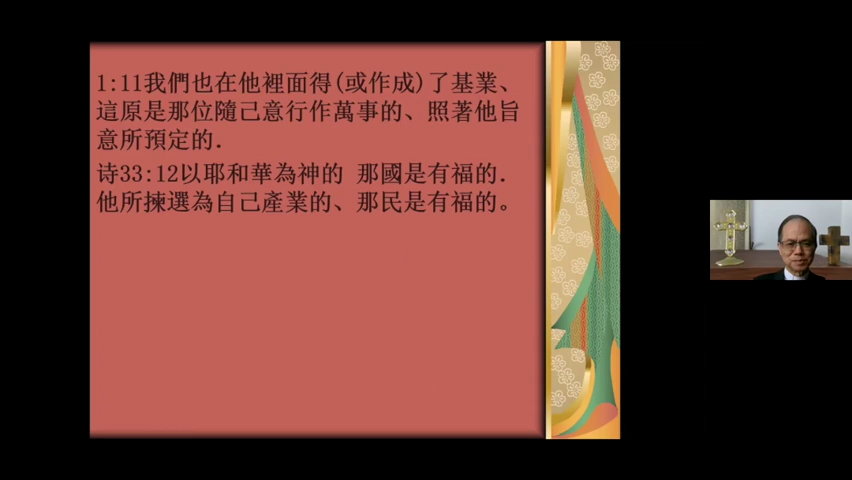 1:11我們也在他裡面得(或作成)了基業、
這原是那位隨己意行作萬事的、照著他旨
意所預定的.
诗33:12以耶和華為神的 那國是有福的.
他所揀選為自己產業的、那民是有福的。